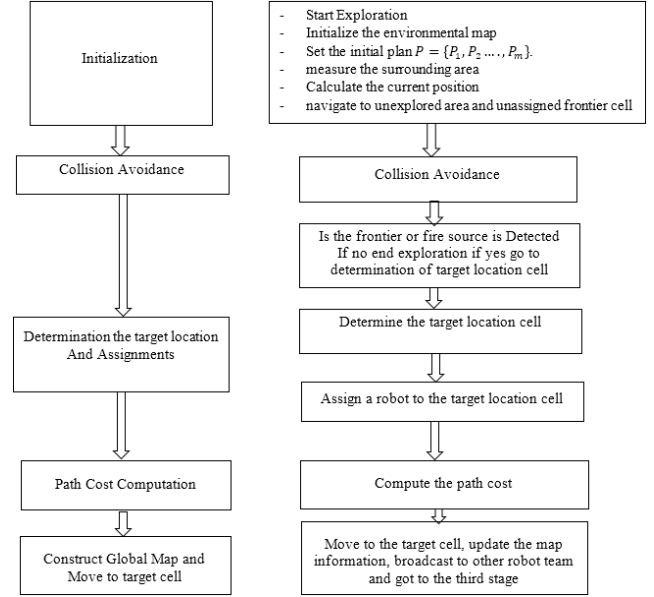 Initialization
Collision Avoidance
Determination the target location
And Assignments
Path Cost Computation
Construct Global Map and
Move to target cell
- Start Exploration
- Initialize the environmental map
- Set the initial plan P = {P₁, P₂ …., Pₘ}.
- measure the surrounding area
- Calculate the current position
- navigate to unexplored area and unassigned frontier cell
Collision Avoidance
Is the frontier or fire source is Detected
If no end exploration if yes go to
determination of target location cell
Determine the target location cell
Assign a robot to the target location cell
Compute the path cost
Move to the target cell, update the map
information, broadcast to other robot team
and got to the third stage